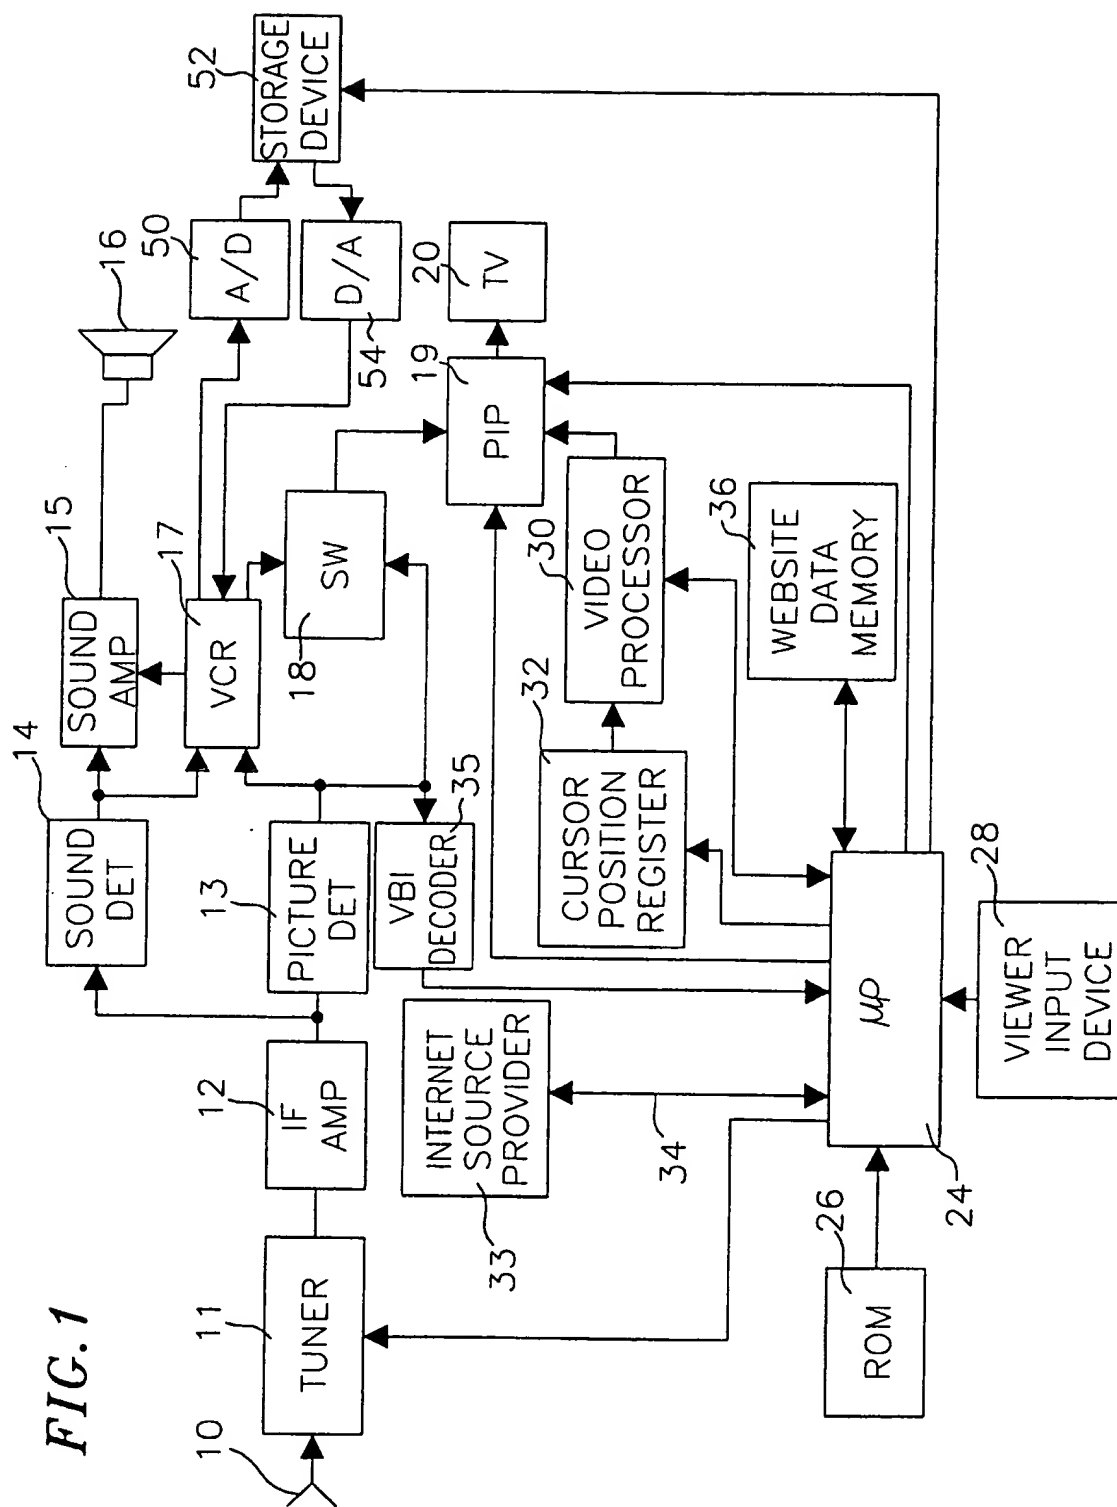 FIG.1
10
11
TUNER
12
IF
AMP
13
PICTURE
DET
14
SOUND
DET
15
SOUND
AMP
16
17
VCR
18
SW
50
A/D
52
STORAGE
DEVICE
D/A
54
19
PIP
20
TV
33
INTERNET
SOURCE
PROVIDER
34
35
VBI
DECODER
32
CURSOR
POSITION
REGISTER
30
VIDEO
PROCESSOR
36
WEBSITE
DATA
MEMORY
26
ROM
24
μP
28
VIEWER
INPUT
DEVICE